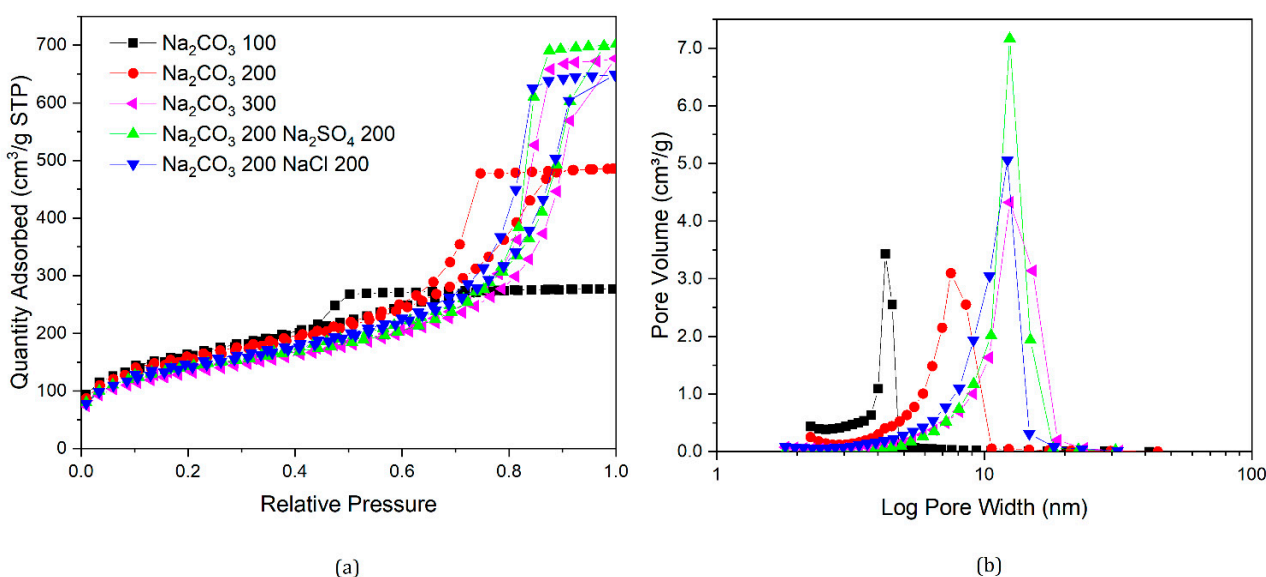 700
600
500
400
300
200
100
0
Quantity Adsorbed (cm³/g STP)
Na₂CO₃ 100
Na₂CO₃ 200
Na₂CO₃ 300
Na₂CO₃ 200 Na₂SO₄ 200
Na₂CO₃ 200 NaCl 200
0.0 0.2 0.4 0.6 0.8 1.0
Relative Pressure
(a)
7.0
6.0
5.0
4.0
3.0
2.0
1.0
0.0
Pore Volume (cm³/g)
1 10 100
Log Pore Width (nm)
(b)